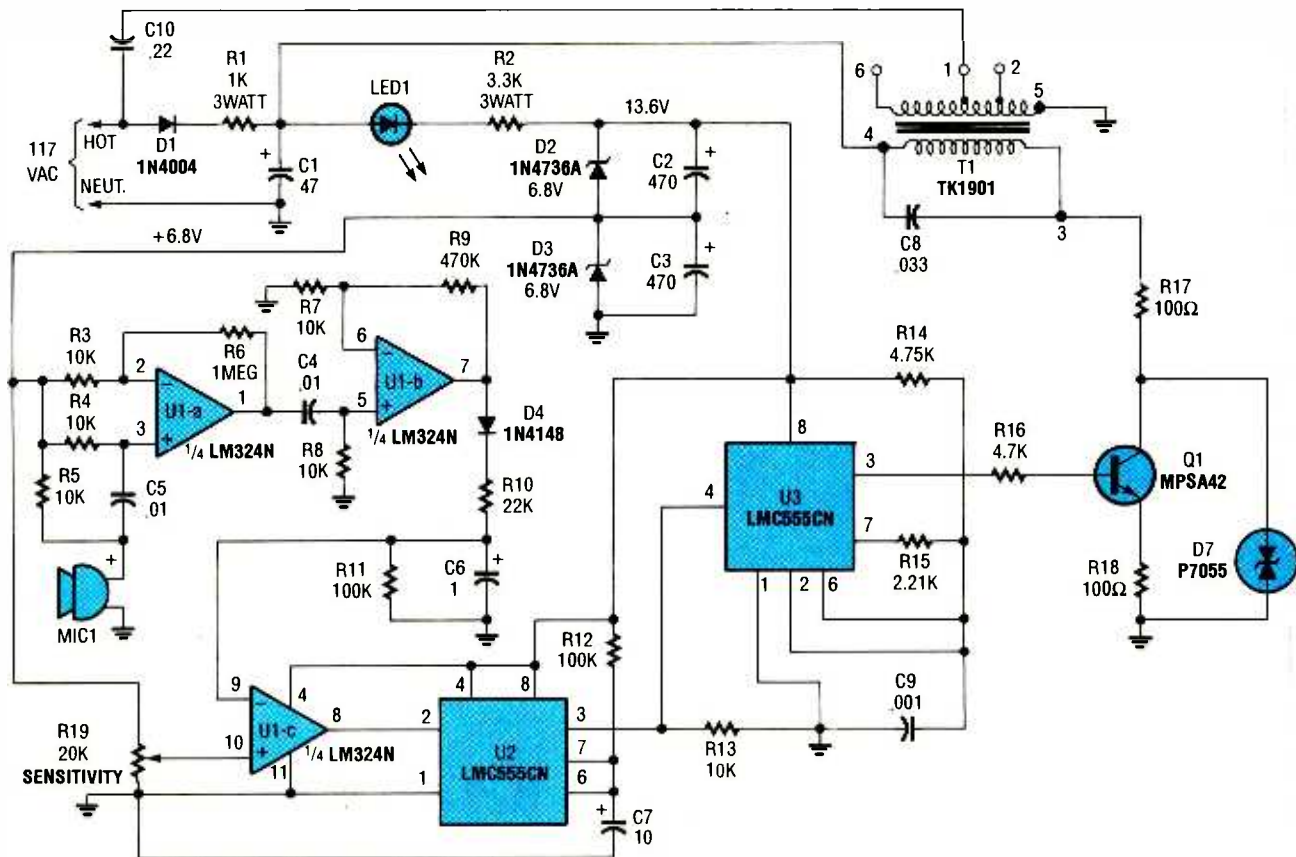 C10
.22
R1
1K
3WATT
LED1
R2
3.3K
3WATT
13.6V
6
1
2
5
4
3
T1
TK1901
117
VAC
HOT
NEUT.
D1
1N4004
+
C1
47
D2
1N4736A
6.8V
+
C2
470
C8
.033
+6.8V
D3
1N4736A
6.8V
+
C3
470
R17
100Ω
R7
10K
R9
470K
R3
10K
R6
1MEG
R4
10K
2
−
3
+
1
U1-a
1/4 LM324N
C4
.01
6
−
5
+
7
U1-b
1/4 LM324N
R8
10K
D4
1N4148
R14
4.75K
R5
10K
C5
.01
R10
22K
8
3
4
7
U3
LMC555CN
1
2
6
R16
4.7K
Q1
MPSA42
R15
2.21K
D7
P7055
R18
100Ω
+
MIC1
R11
100K
C6
1
+
R12
100K
9
−
4
10
+
11
8
U1-c
1/4 LM324N
R19
20K
SENSITIVITY
4
8
2
3
7
1
6
U2
LMC555CN
R13
10K
C9
.001
+
C7
10